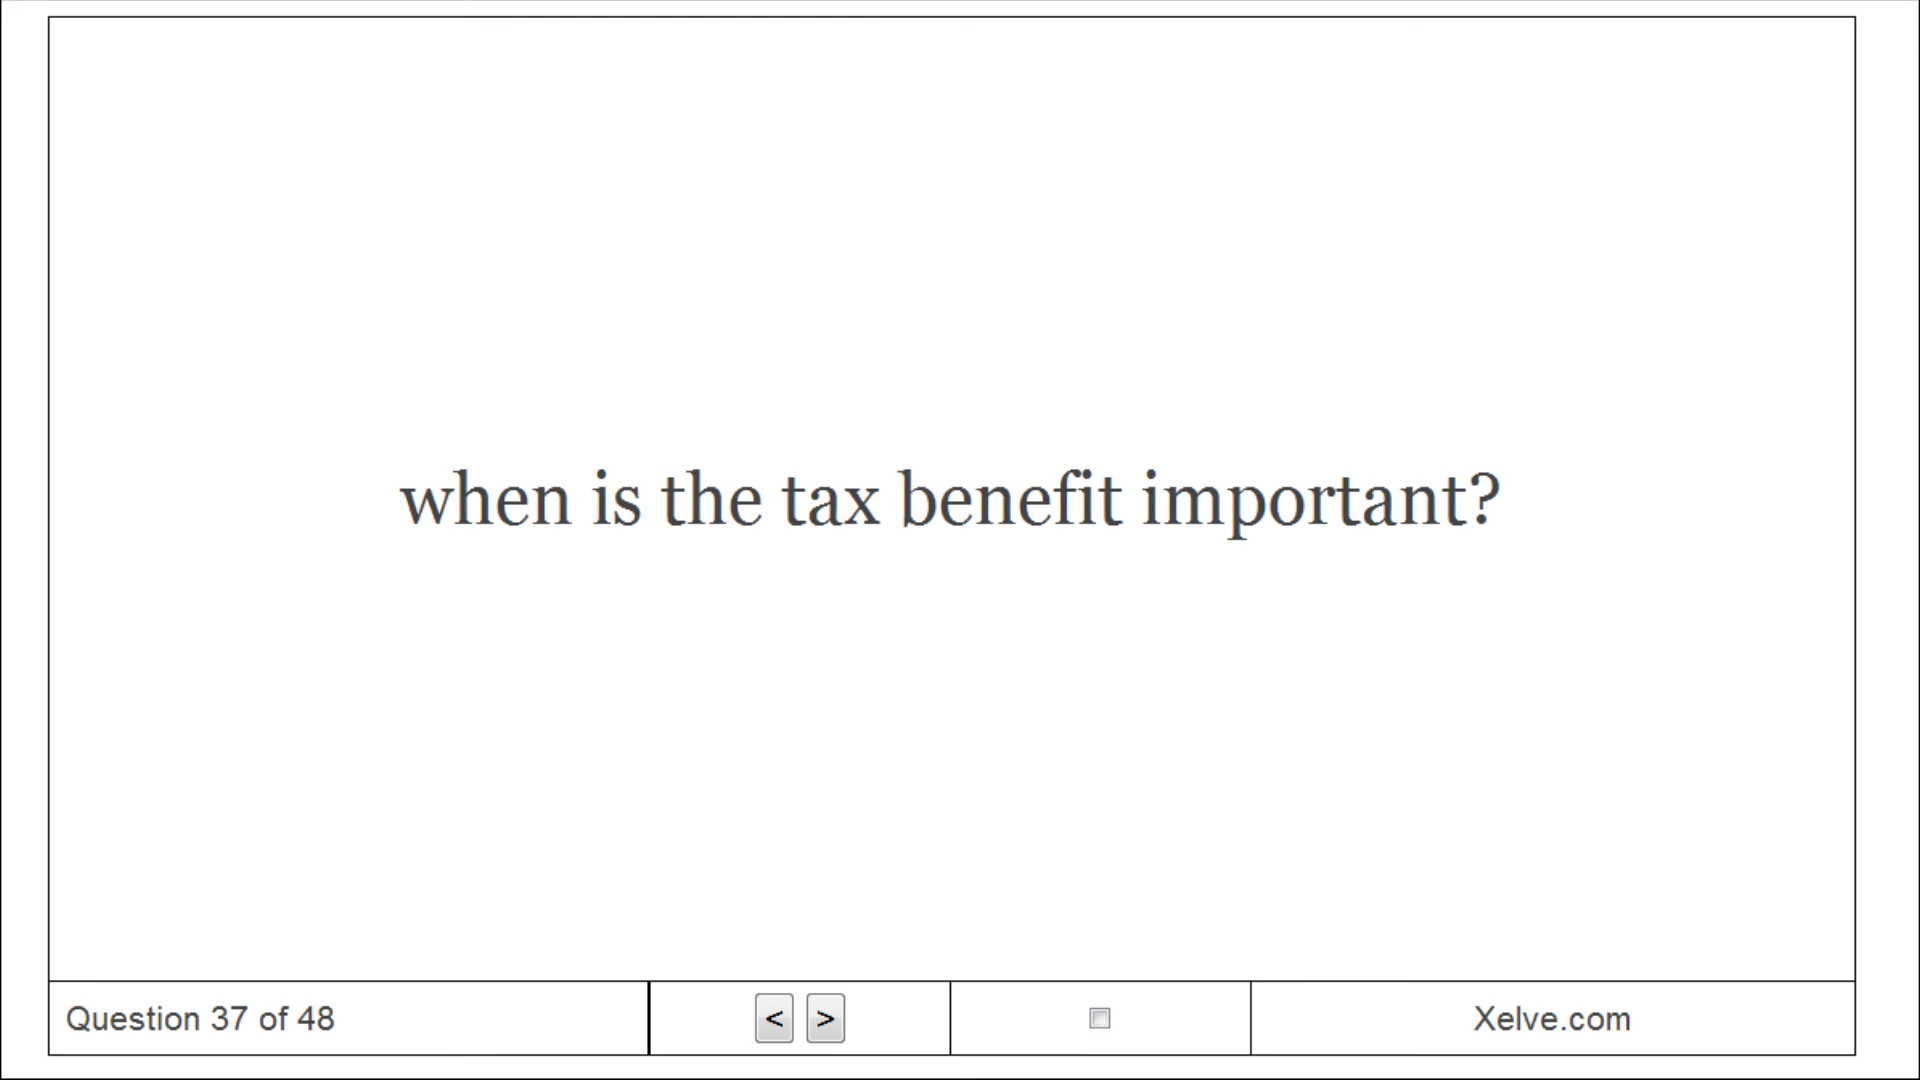 when is the tax benefit important?
Question 37 of 48
< >
Xelve.com